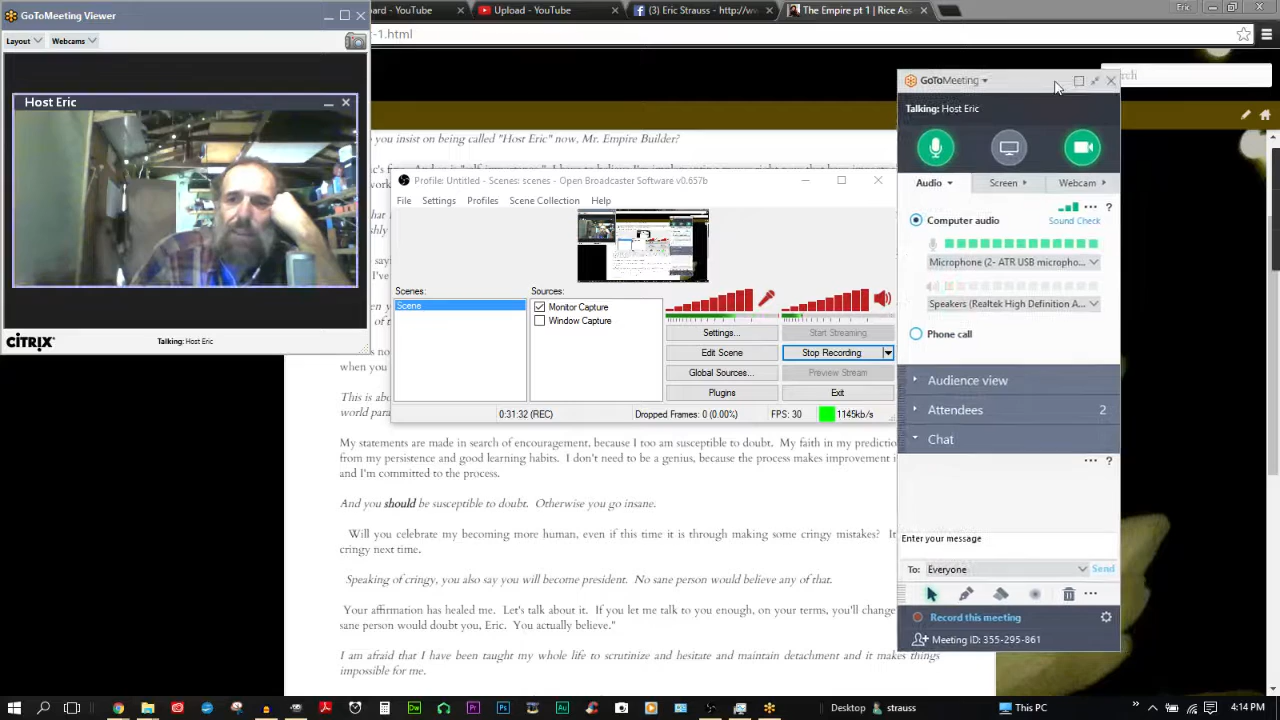 GoToMeeting Viewer
Layout
Webcams
Host Eric
CİTRIX
Talking: Host Eric
ard - YouTube
Upload - YouTube
(3) Eric Strauss - http://w
The Empire pt 1 | Rice Ass
-1.html
rch
you insist on being called "Host Eric" now, Mr. Empire Builder?
Profile: Untitled - Scenes: scenes - Open Broadcaster Software v0.657b
File
Settings
Profiles
Scene Collection
Help
Scenes:
Scene
Sources:
Monitor Capture
Window Capture
Settings...
Start Streaming
Edit Scene
Stop Recording
Global Sources...
Preview Stream
Plugins
Exit
0:31:32 (REC)
Dropped Frames: 0 (0.00%)
FPS: 30
1145kb/s
when you
This is abo
world para
My statements are made in search of encouragement, because I too am susceptible to doubt. My faith in my predictio
from my persistence and good learning habits. I don't need to be a genius, because the process makes improvement i
and I'm committed to the process.
And you should be susceptible to doubt. Otherwise you go insane.
Will you celebrate my becoming more human, even if this time it is through making some cringy mistakes? It
cringy next time.
Speaking of cringy, you also say you will become president. No sane person would believe any of that.
Your affirmation has healed me. Let's talk about it. If you let me talk to you enough, on your terms, you'll change
sane person would doubt you, Eric. You actually believe."
I am afraid that I have been taught my whole life to scrutinize and hesitate and maintain detachment and it makes things
impossible for me.
GoToMeeting
Talking: Host Eric
Audio
Screen
Webcam
Computer audio
Sound Check
Microphone (2- ATR USB micropho...
Speakers (Realtek High Definition A...
Phone call
Audience view
Attendees
2
Chat
Enter your message
To:
Everyone
Send
Record this meeting
Meeting ID: 355-295-861
Desktop
strauss
This PC
4:14 PM